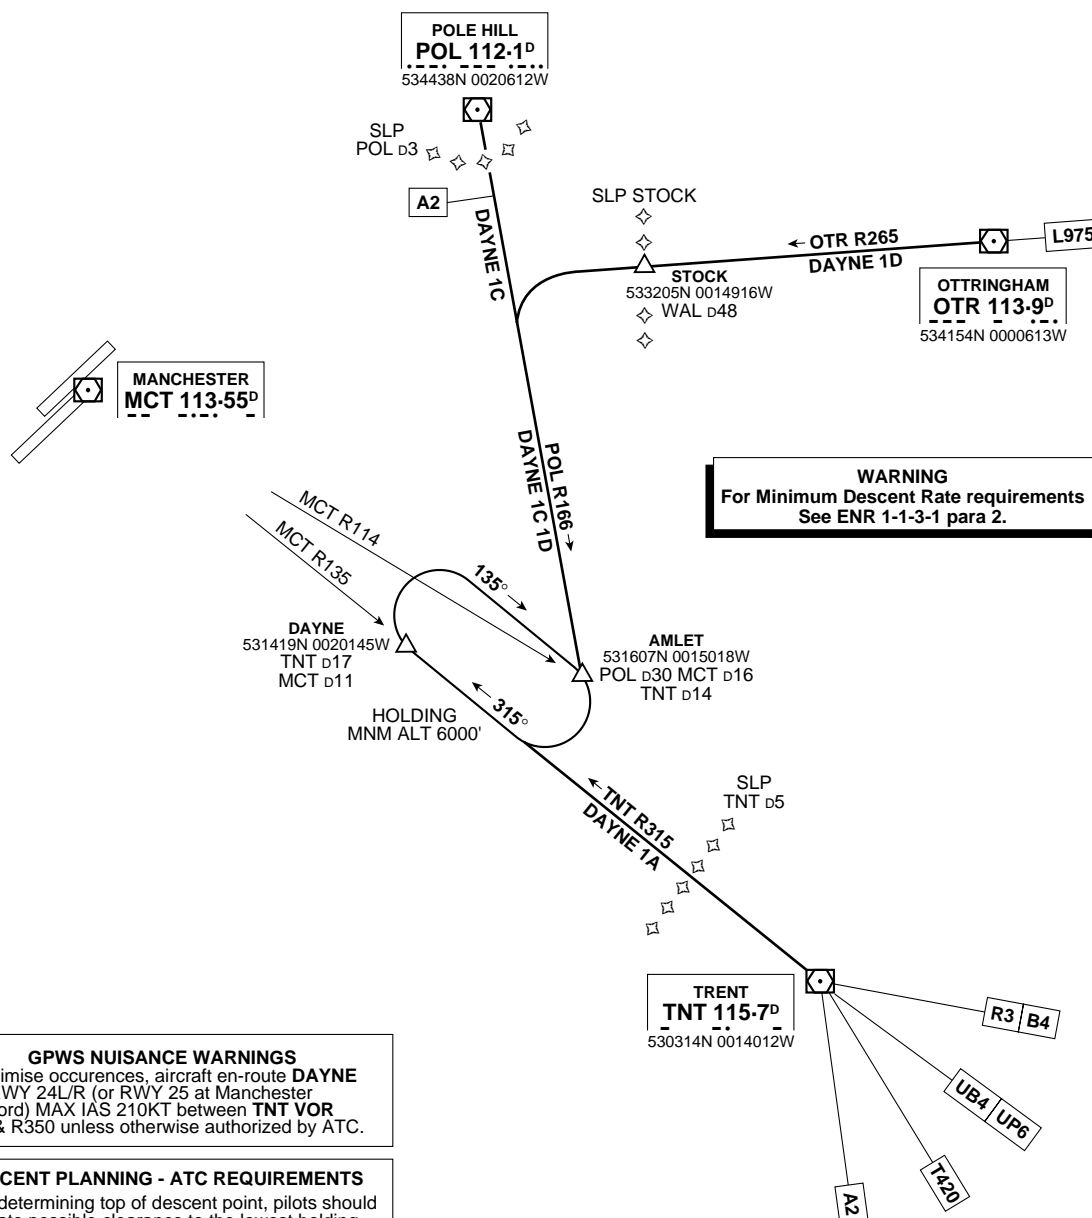 POLE HILL
POL 112·1D
534438N 0020612W
SLP
POL D3
A2
DAYNE 1C
SLP STOCK
OTR R265
DAYNE 1D
L975
STOCK
533205N 0014916W
WAL D48
OTTRINGHAM
OTR 113·9D
534154N 0000613W
MANCHESTER
MCT 113·55D
POL R166
DAYNE 1C 1D
WARNING
For Minimum Descent Rate requirements
See ENR 1-1-3-1 para 2.
MCT R114
MCT R135
135°
DAYNE
531419N 0020145W
TNT D17
MCT D11
AMLET
531607N 0015018W
POL D30 MCT D16
TNT D14
315°
HOLDING
MNM ALT 6000'
SLP
TNT D5
TNT R315
DAYNE 1A
TRENT
TNT 115·7D
530314N 0014012W
R3 B4
UB4 UP6
T420
A2
GPWS NUISANCE WARNINGS
imise occurences, aircraft en-route DAYNE
WY 24L/R (or RWY 25 at Manchester
ord) MAX IAS 210KT between TNT VOR
& R350 unless otherwise authorized by ATC.
CENT PLANNING - ATC REQUIREMENTS
determining top of descent point, pilots should
possible clearance to the lowest holding